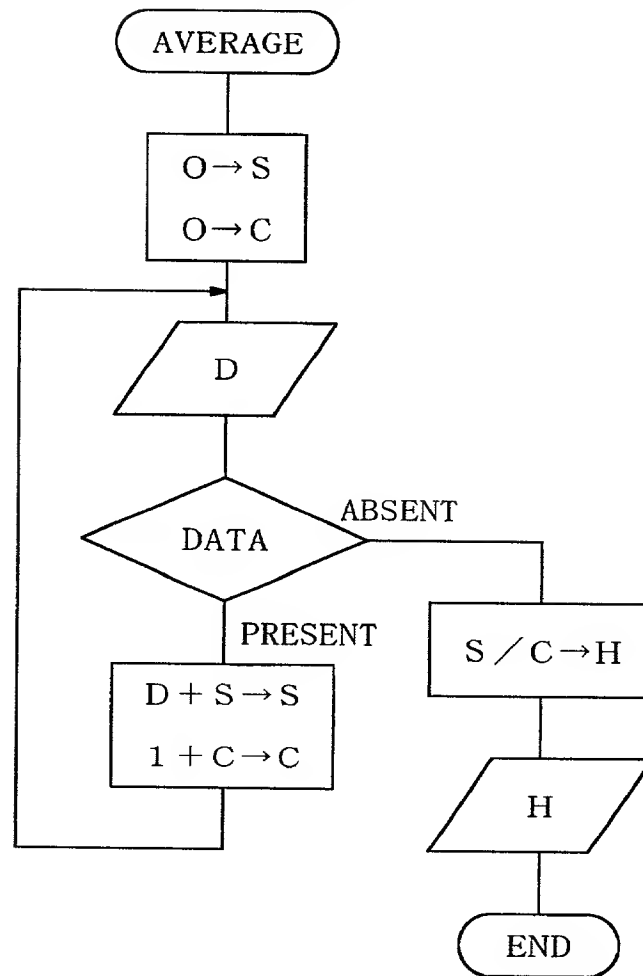 AVERAGE
O→S
O→C
D
DATA
ABSENT
PRESENT
D+S→S
1+C→C
S/C→H
H
END